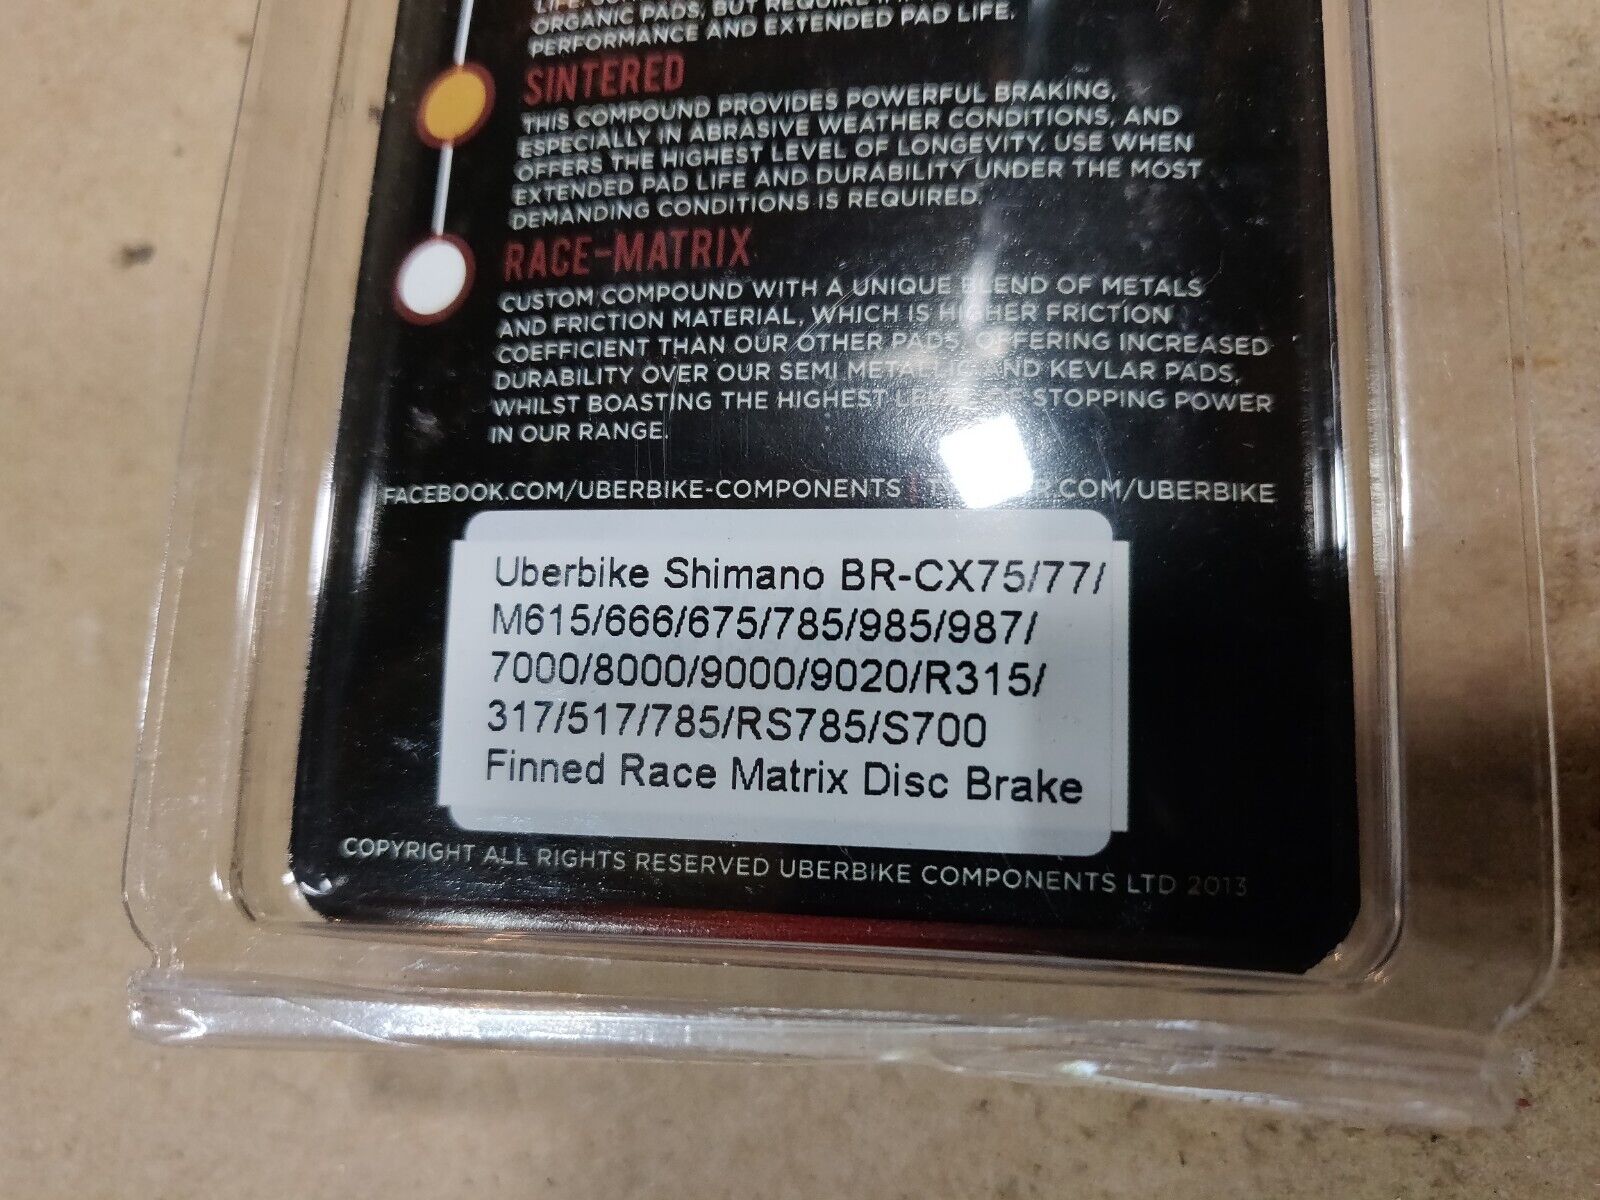 ORGANIC PADS, BUT REQUIRE
PERFORMANCE AND EXTENDED PAD LIFE.
SINTERED
THIS COMPOUND PROVIDES POWERFUL BRAKING,
ESPECIALLY IN ABRASIVE WEATHER CONDITIONS, AND
OFFERS THE HIGHEST LEVEL OF LONGEVITY. USE WHEN
EXTENDED PAD LIFE AND DURABILITY UNDER THE MOST
DEMANDING CONDITIONS IS REQUIRED.
RACE-MATRIX
CUSTOM COMPOUND WITH A UNIQUE BLEND OF METALS
AND FRICTION MATERIAL, WHICH IS HIGHER FRICTION
COEFFICIENT THAN OUR OTHER PADS, OFFERING INCREASED
DURABILITY OVER OUR SEMI METALLIC AND KEVLAR PADS,
WHILST BOASTING THE HIGHEST LEVEL OF STOPPING POWER
IN OUR RANGE.
FACEBOOK.COM/UBERBIKE-COMPONENTS | TWITTER.COM/UBERBIKE
Uberbike Shimano BR-CX75/77/
M615/666/675/785/985/987/
7000/8000/9000/9020/R315/
317/517/785/RS785/S700
Finned Race Matrix Disc Brake
COPYRIGHT ALL RIGHTS RESERVED UBERBIKE COMPONENTS LTD 2013